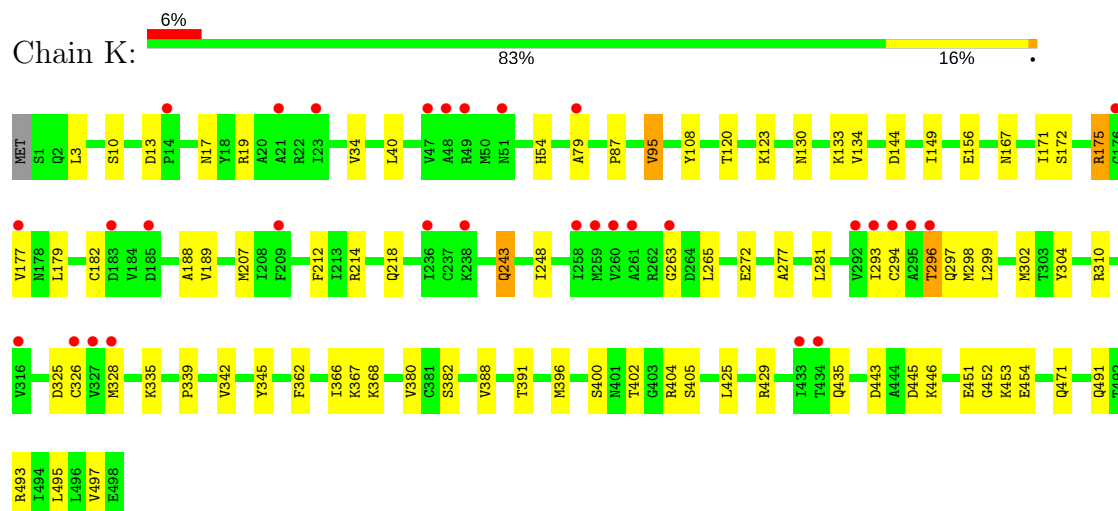 6%
Chain K:
83% 16% •
MET S1 Q2 L3 S10 D13 P14 N17 Y18 R19 A20 A21 R22 I23 V34 L40 V47 A48 R49 M50 N51 H54 A79 P87 V95 Y108 T120 K123 N130 K133 V134 D144 I149 E156 N167 I171 S172 R175 G176
V177 N178 L179 C182 D183 V184 D185 A188 V189 M207 I208 F209 F212 I213 R214 Q218 I236 C237 K238 Q243 I248 I258 M259 V260 A261 R262 G263 D264 L265 E272 A277 L281 V292 I293 C294 A295 T296 Q297 M298 L299 M302 T303 Y304 R310
V316 D325 C326 V327 M328 K335 P339 V342 Y345 F362 I366 K367 K368 V380 C381 S382 V388 T391 M396 S400 N401 T402 G403 R404 S405 L425 R429 I433 T434 Q435 D443 A444 D445 K446 E451 G452 K453 E454 Q471 Q491 T492
R493 I494 L495 L496 V497 E498